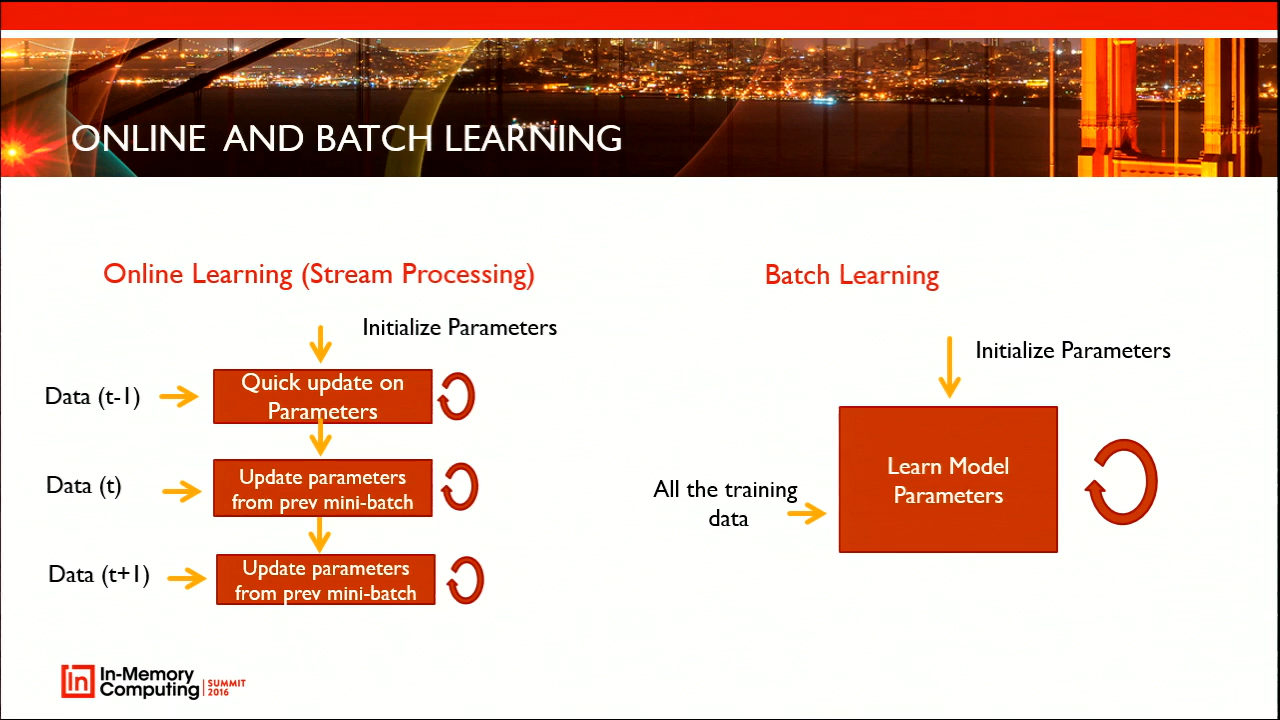 ONLINE AND BATCH LEARNING
Online Learning (Stream Processing)
Initialize Parameters
Data (t-1)
Quick update on
Parameters
Data (t)
Update parameters
from prev mini-batch
Data (t+1)
Update parameters
from prev mini-batch
Batch Learning
Initialize Parameters
All the training
data
Learn Model
Parameters
In In-Memory
Computing
SUMMIT
2016